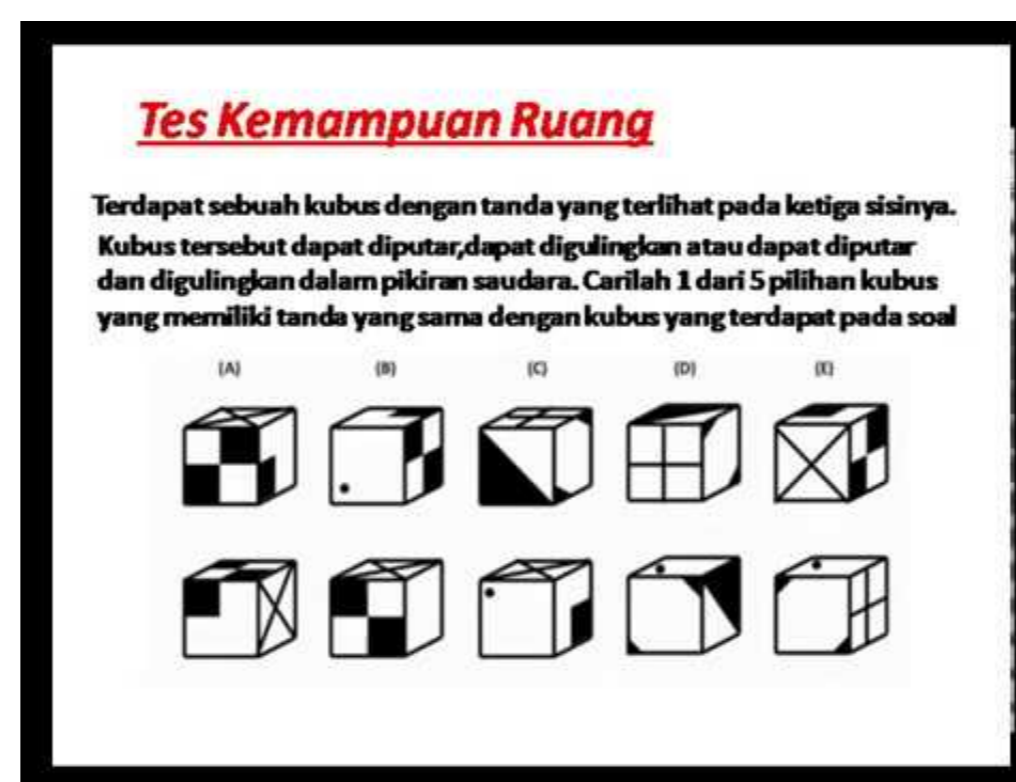 Tes Kemampuan Ruang
Terdapat sebuah kubus dengan tanda yang terlihat pada ketiga sisinya.
Kubus tersebut dapat diputar,dapat digulingkan atau dapat diputar
dan digulingkan dalam pikiran saudara. Carilah 1 dari 5 pilihan kubus
yang memiliki tanda yang sama dengan kubus yang terdapat pada soal
(A) (B) (C) (D) (E)